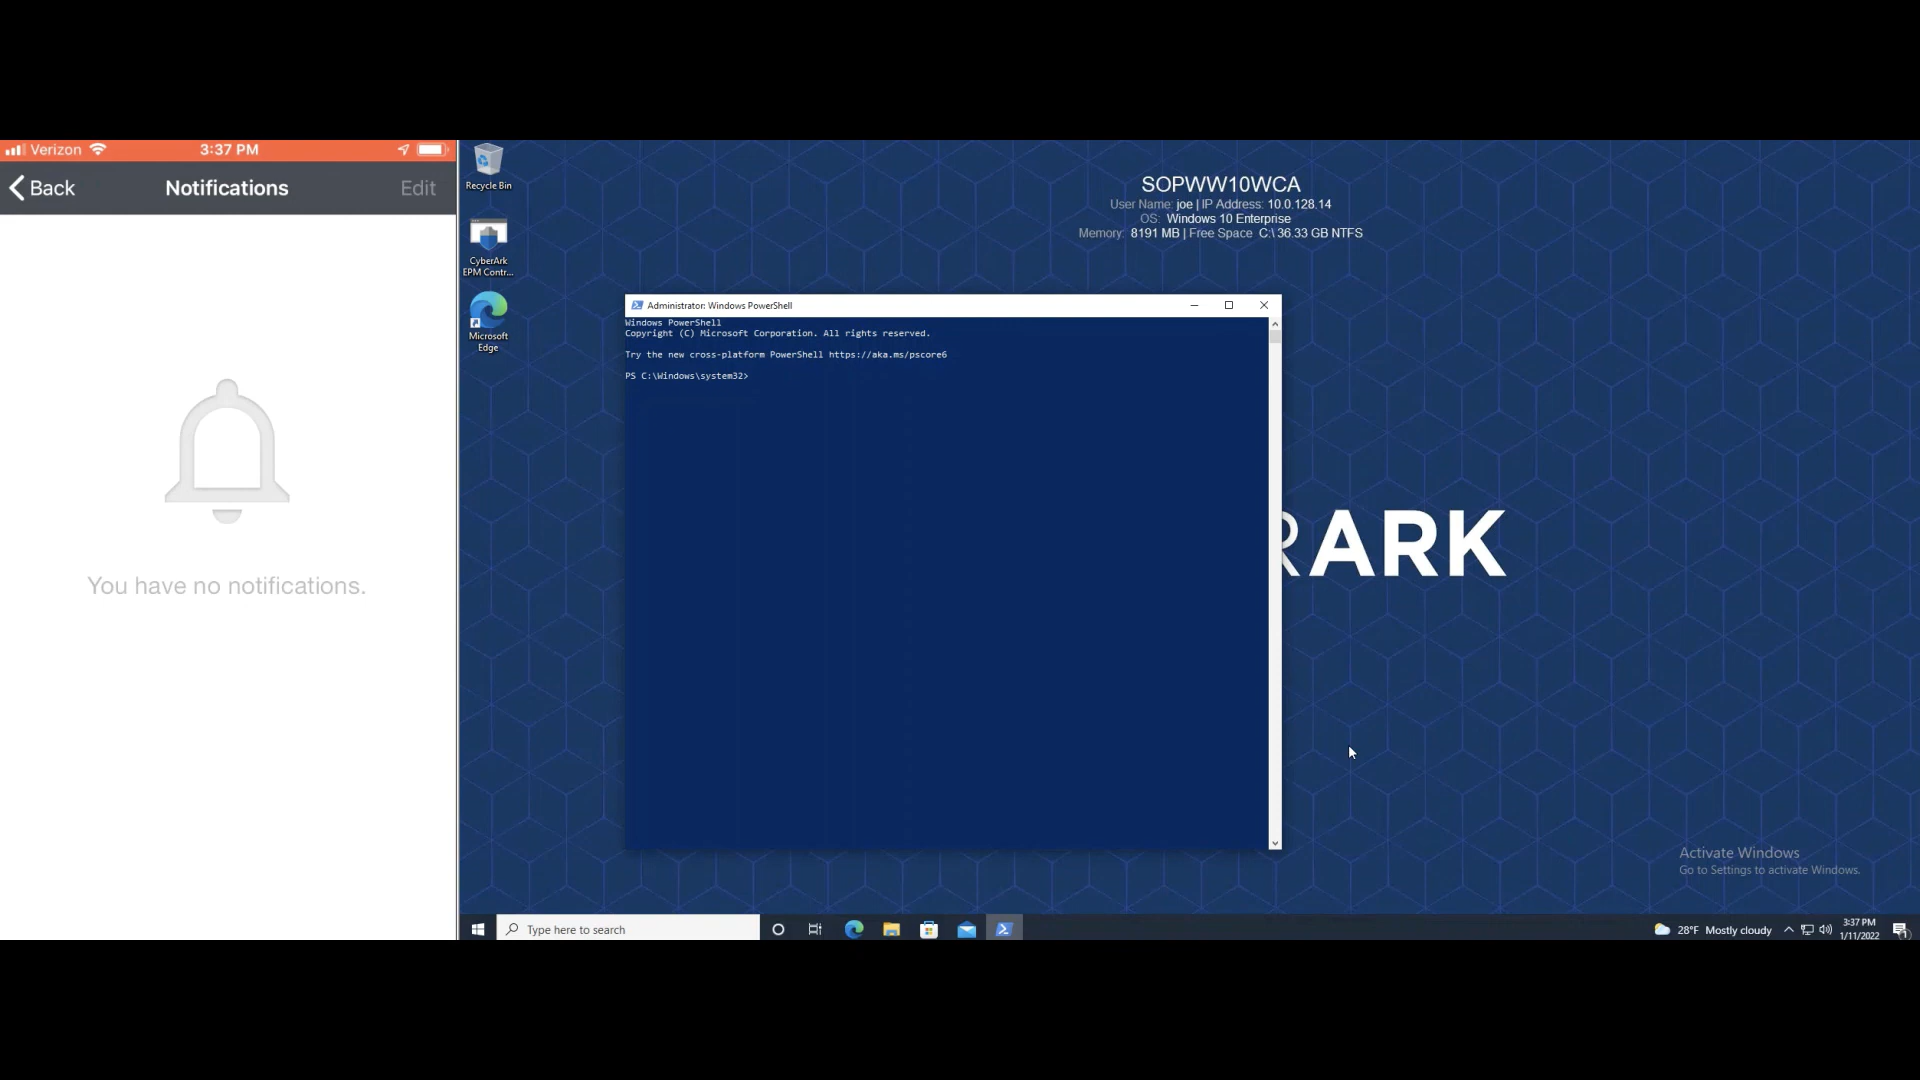 Verizon
3:37 PM
Back
Notifications
Edit
You have no notifications.
Recycle Bin
CyberArk
EPM Contr...
Microsoft
Edge
SOPWW10WCA
User Name: joe | IP Address: 10.0.128.14
OS: Windows 10 Enterprise
Memory: 8191 MB | Free Space C:\ 36.33 GB NTFS
Administrator: Windows PowerShell
Windows PowerShell
Copyright (C) Microsoft Corporation. All rights reserved.
Try the new cross-platform PowerShell https://aka.ms/pscore6
PS C:\Windows\system32>
RARK
Activate Windows
Go to Settings to activate Windows.
Type here to search
28°F Mostly cloudy
3:37 PM
1/11/2022
1